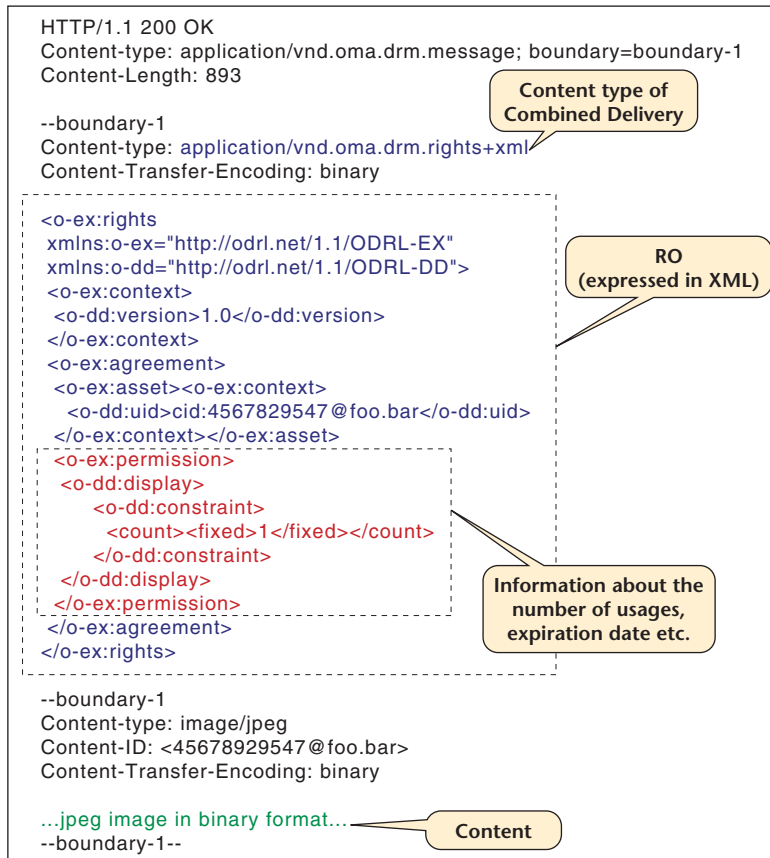 HTTP/1.1 200 OK
Content-type: application/vnd.oma.drm.message; boundary=boundary-1
Content-Length: 893
Content type of
Combined Delivery
--boundary-1
Content-type: application/vnd.oma.drm.rights+xml
Content-Transfer-Encoding: binary
<o-ex:rights
xmlns:o-ex="http://odrl.net/1.1/ODRL-EX"
xmlns:o-dd="http://odrl.net/1.1/ODRL-DD">
<o-ex:context>
<o-dd:version>1.0</o-dd:version>
</o-ex:context>
<o-ex:agreement>
<o-ex:asset><o-ex:context>
<o-dd:uid>cid:4567829547@foo.bar</o-dd:uid>
</o-ex:context></o-ex:asset>
<o-ex:permission>
<o-dd:display>
<o-dd:constraint>
<count><fixed>1</fixed></count>
</o-dd:constraint>
</o-dd:display>
</o-ex:permission>
</o-ex:agreement>
</o-ex:rights>
RO
(expressed in XML)
Information about the
number of usages,
expiration date etc.
--boundary-1
Content-type: image/jpeg
Content-ID: <45678929547@foo.bar>
Content-Transfer-Encoding: binary
...jpeg image in binary format...
Content
--boundary-1--